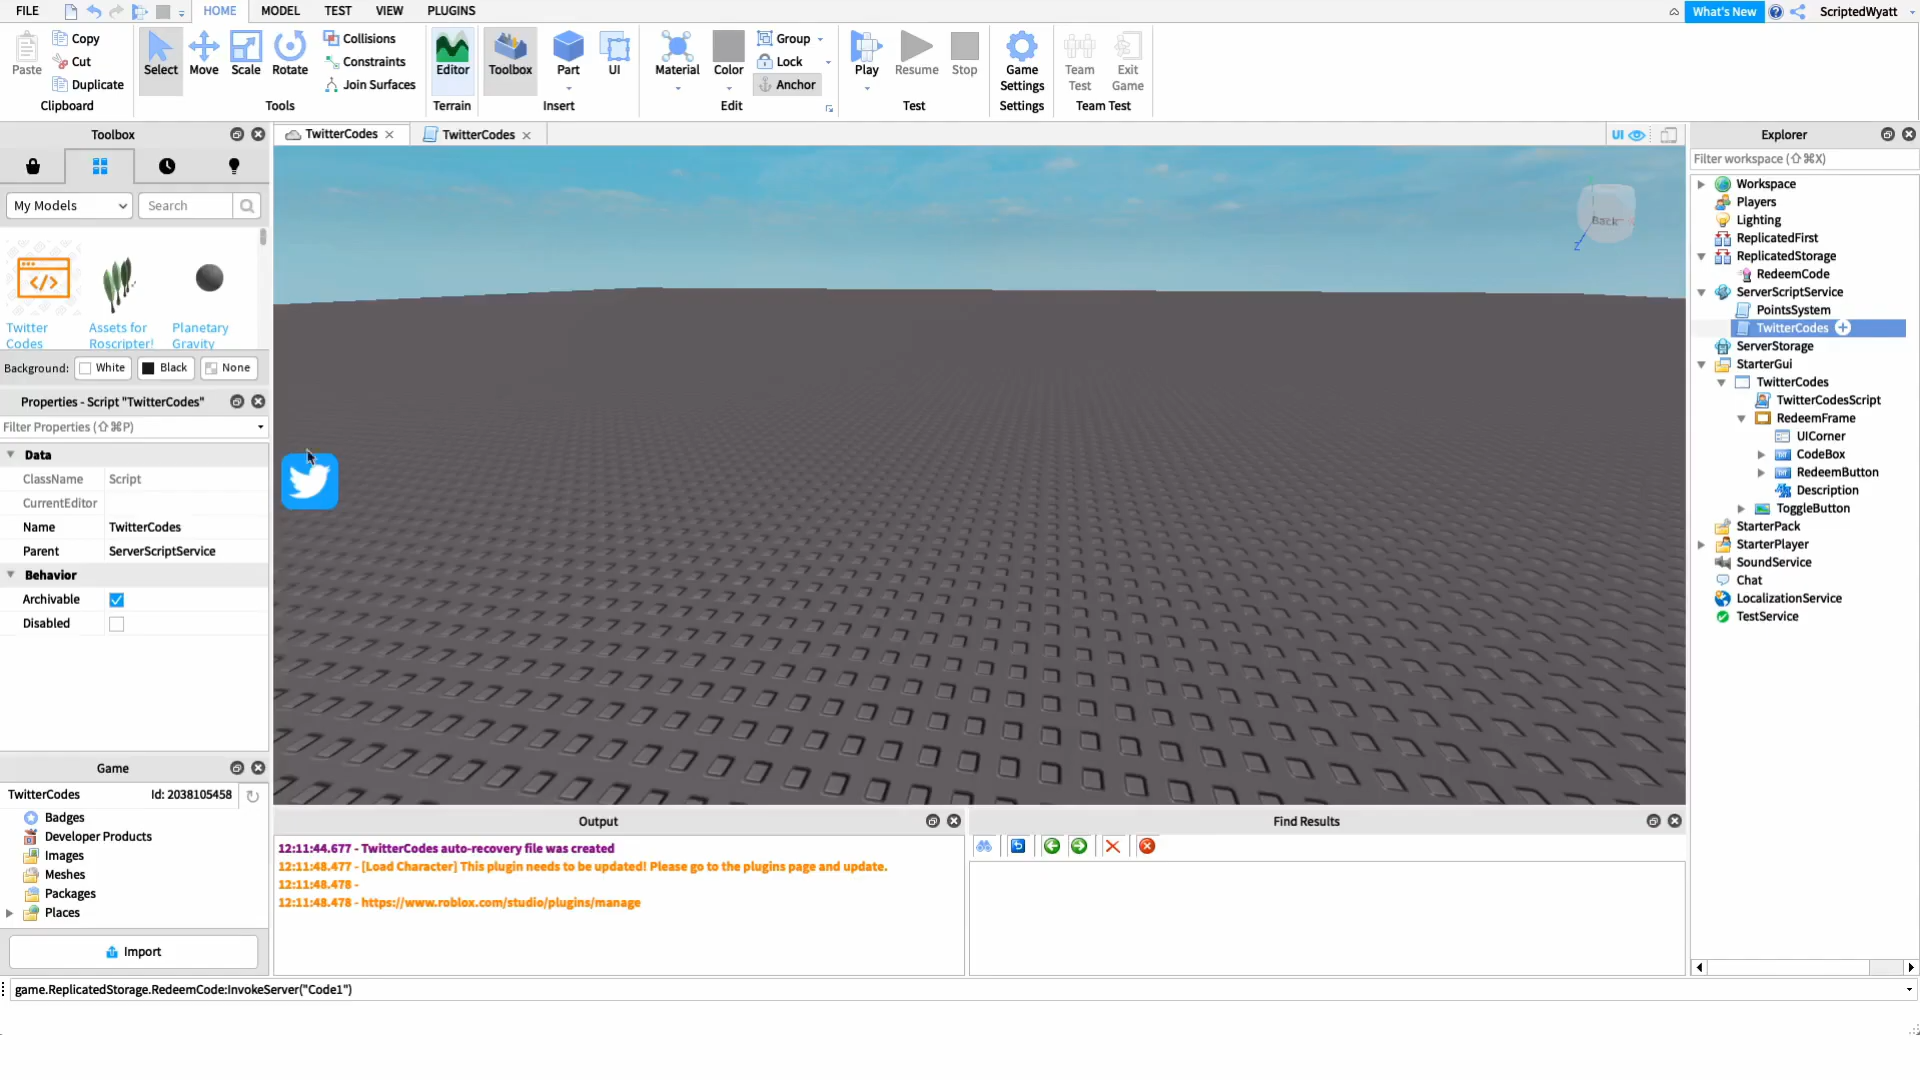 FILE HOME MODEL TEST VIEW PLUGINS What's New ScriptedWyatt
Paste Copy Cut Duplicate Clipboard
Select Move Scale Rotate Collisions Constraints Join Surfaces Tools
Editor Terrain
Toolbox Part UI Insert
Material Color Group Lock Anchor Edit
Play Resume Stop Test
Game Settings Settings
Team Test Exit Game Team Test
Toolbox
My Models Search
Twitter Codes
Assets for Roscripter!
Planetary Gravity
Background: White Black None
Properties - Script "TwitterCodes"
Filter Properties (⇧⌘P)
Data
ClassName Script
CurrentEditor
Name TwitterCodes
Parent ServerScriptService
Behavior
Archivable
Disabled
Game
TwitterCodes Id: 2038105458
Badges
Developer Products
Images
Meshes
Packages
Places
Import
TwitterCodes TwitterCodes UI
Back
Z
Output
12:11:44.677 - TwitterCodes auto-recovery file was created
12:11:48.477 - [Load Character] This plugin needs to be updated! Please go to the plugins page and update.
12:11:48.478 -
12:11:48.478 - https://www.roblox.com/studio/plugins/manage
Find Results
Explorer
Filter workspace (⇧⌘X)
Workspace
Players
Lighting
ReplicatedFirst
ReplicatedStorage
RedeemCode
ServerScriptService
PointsSystem
TwitterCodes
ServerStorage
StarterGui
TwitterCodes
TwitterCodesScript
RedeemFrame
UICorner
CodeBox
RedeemButton
Description
ToggleButton
StarterPack
StarterPlayer
SoundService
Chat
LocalizationService
TestService
game.ReplicatedStorage.RedeemCode:InvokeServer("Code1")